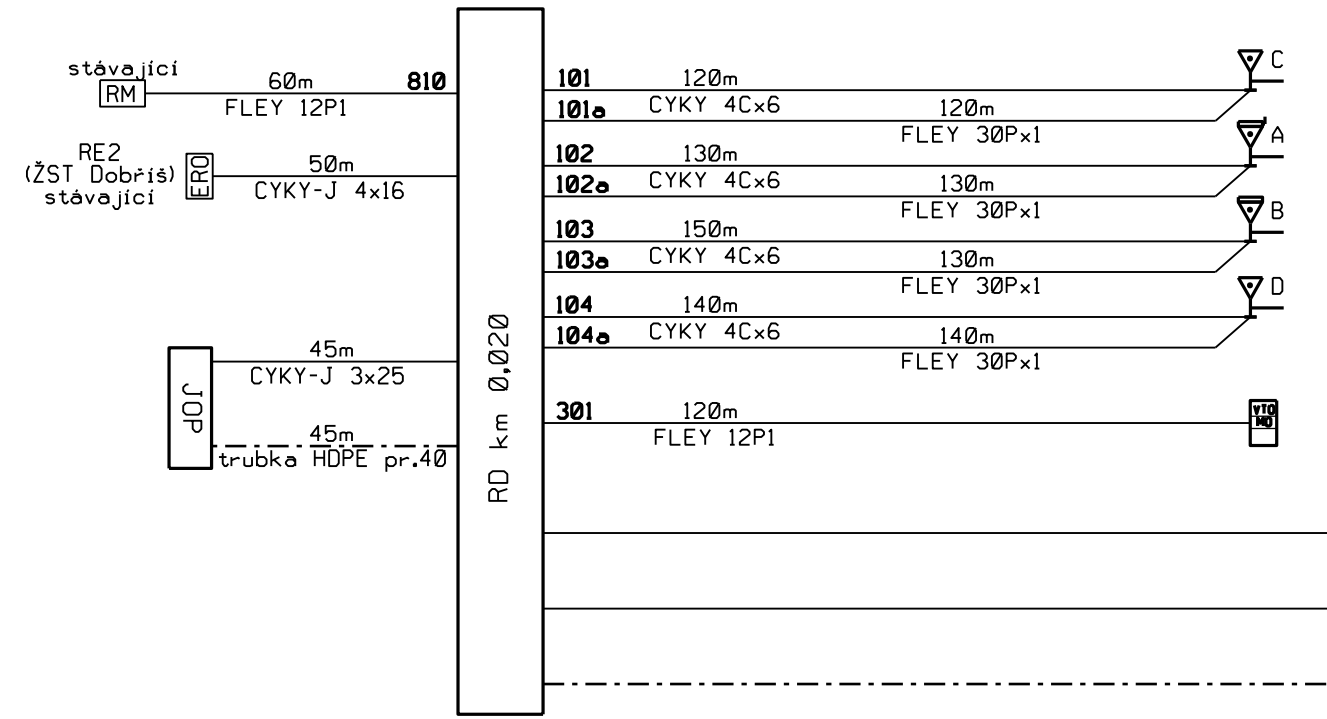 stávající
RM
60m
810
FLEY 12P1
RE2
(ŽST Dobříš)
stávající
ERO
50m
CYKY-J 4x16
JOP
45m
CYKY-J 3x25
45m
trubka HDPE pr.40
RD km 0,020
101
120m
CYKY 4Cx6
C
101a
120m
FLEY 30Px1
102
130m
CYKY 4Cx6
A
102a
130m
FLEY 30Px1
103
150m
CYKY 4Cx6
B
103a
130m
FLEY 30Px1
104
140m
CYKY 4Cx6
D
104a
140m
FLEY 30Px1
301
120m
FLEY 12P1
VTO
MO